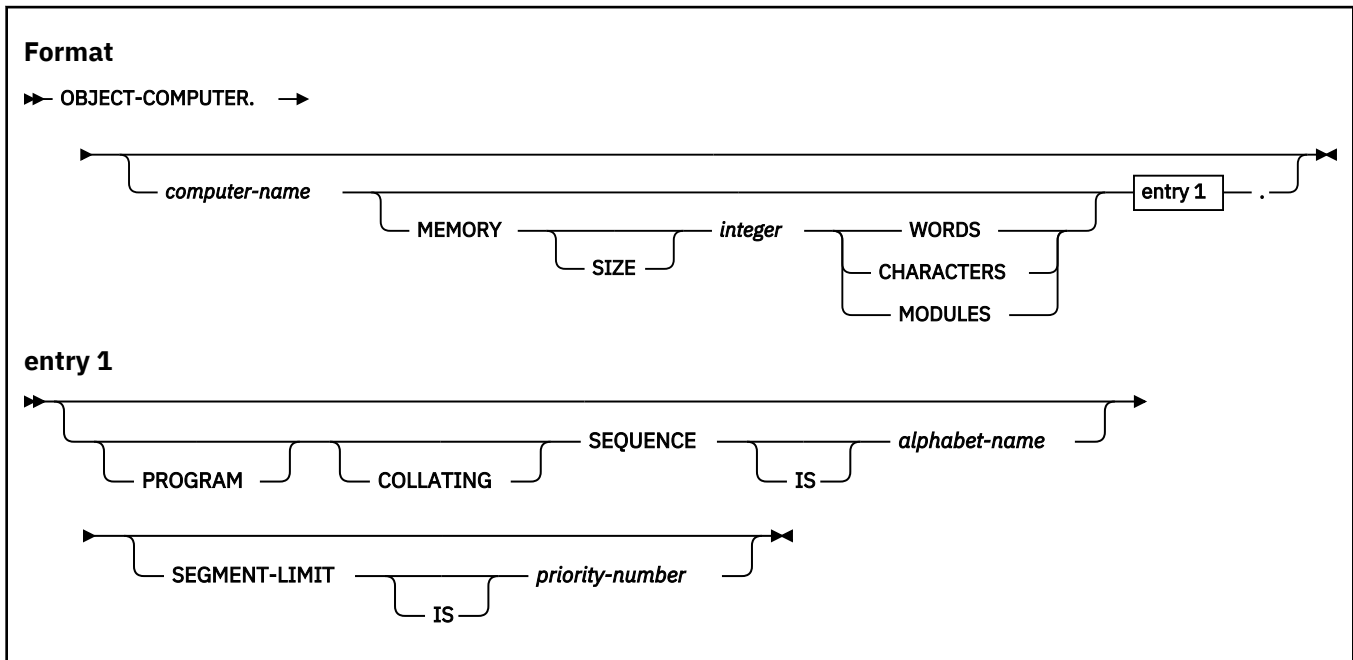 Format
OBJECT-COMPUTER.
computer-name entry 1 .
MEMORY integer WORDS
SIZE CHARACTERS
MODULES
entry 1
SEQUENCE alphabet-name
PROGRAM COLLATING IS
SEGMENT-LIMIT priority-number
IS